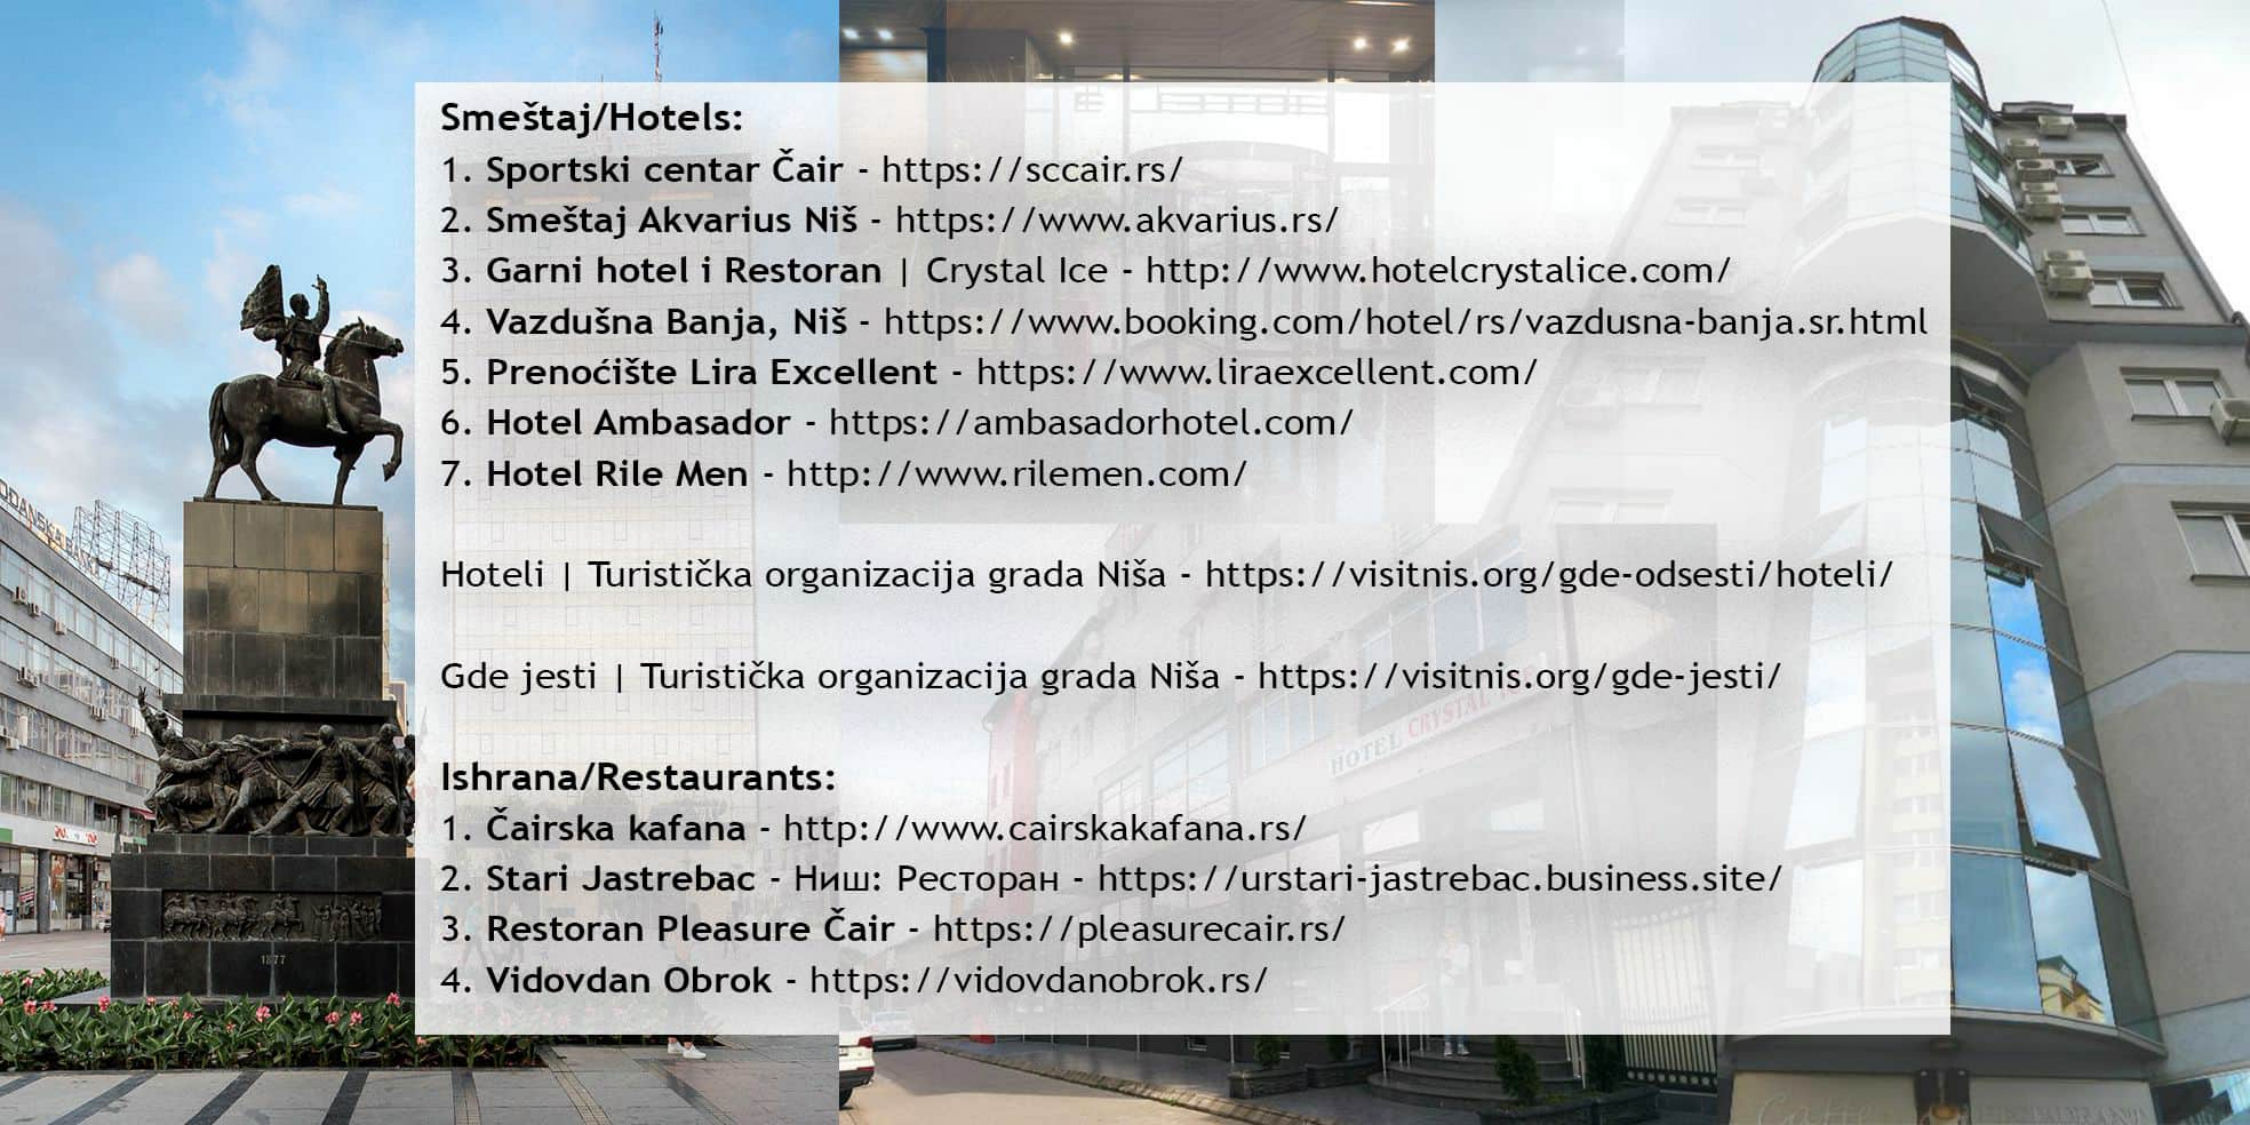 Smeštaj/Hotels:
1. Sportski centar Čair - https://sccair.rs/
2. Smeštaj Akvarius Niš - https://www.akvarius.rs/
3. Garni hotel i Restoran | Crystal Ice - http://www.hotelcrystalice.com/
4. Vazdušna Banja, Niš - https://www.booking.com/hotel/rs/vazdusna-banja.sr.html
5. Prenoćište Lira Excellent - https://www.liraexcellent.com/
6. Hotel Ambasador - https://ambasadorhotel.com/
7. Hotel Rile Men - http://www.rilemen.com/
Hoteli | Turistička organizacija grada Niša - https://visitnis.org/gde-odsesti/hoteli/
Gde jesti | Turistička organizacija grada Niša - https://visitnis.org/gde-jesti/
HOTEL CRYSTAL
Ishrana/Restaurants:
1. Čairska kafana - http://www.cairskakafana.rs/
2. Stari Jastrebac - Ниш: Ресторан - https://urstari-jastrebac.business.site/
3. Restoran Pleasure Čair - https://pleasurecair.rs/
4. Vidovdan Obrok - https://vidovdanobrok.rs/
1877